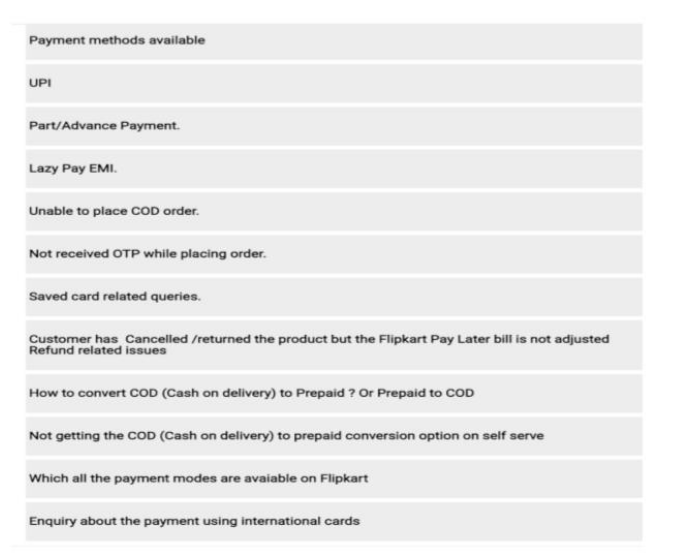 Payment methods available
UPI
Part/Advance Payment.
Lazy Pay EMI.
Unable to place COD order.
Not received OTP while placing order.
Saved card related queries.
Customer has Cancelled /returned the product but the Flipkart Pay Later bill is not adjusted
Refund related issues
How to convert COD (Cash on delivery) to Prepaid ? Or Prepaid to COD
Not getting the COD (Cash on delivery) to prepaid conversion option on self serve
Which all the payment modes are avaiable on Flipkart
Enquiry about the payment using international cards